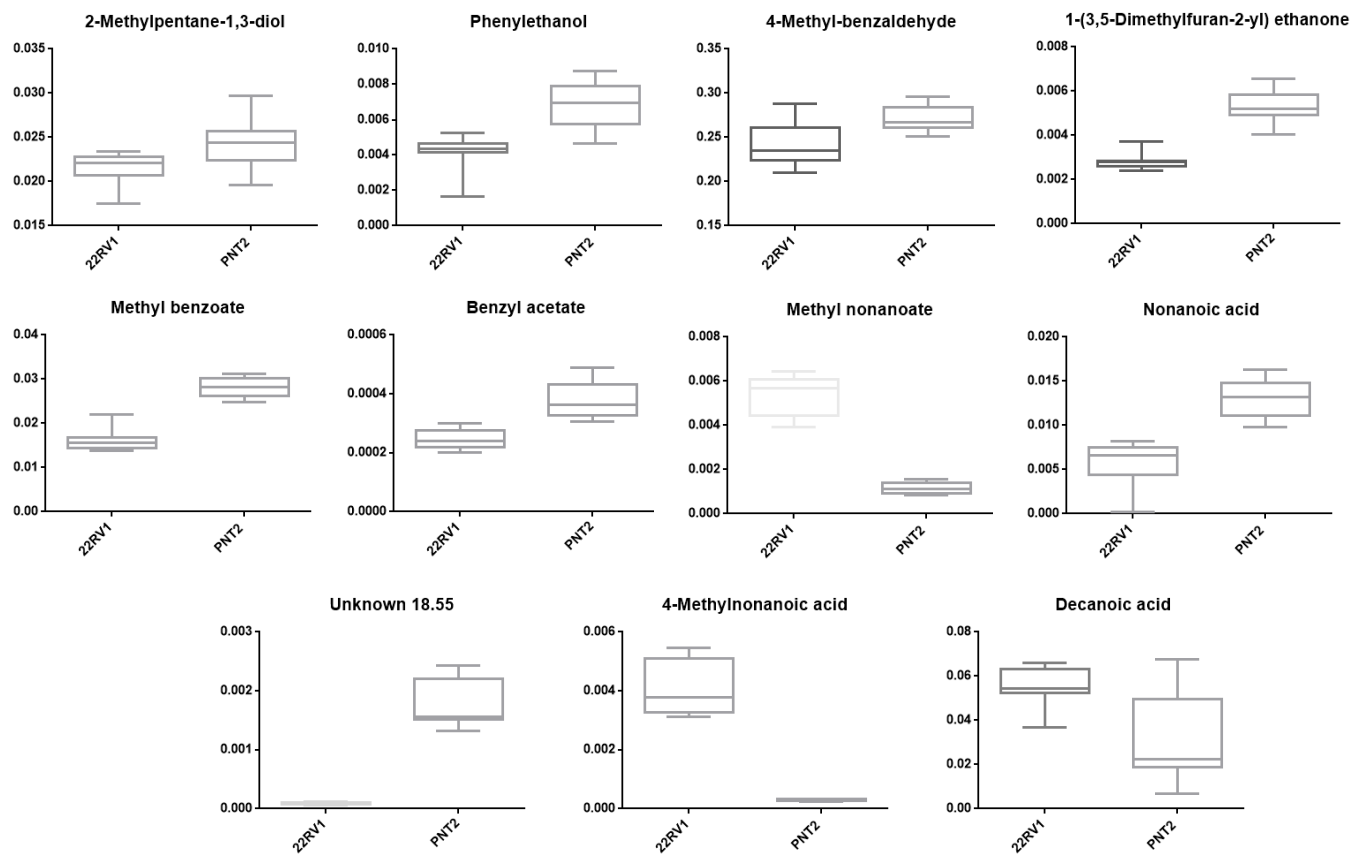 2-Methylpentane-1,3-diol
0.035
0.030
0.025
0.020
0.015
22RV1
PNT2
Phenylethanol
0.010
0.008
0.006
0.004
0.002
0.000
22RV1
PNT2
4-Methyl-benzaldehyde
0.35
0.30
0.25
0.20
0.15
22RV1
PNT2
1-(3,5-Dimethylfuran-2-yl) ethanone
0.008
0.006
0.004
0.002
0.000
22RV1
PNT2
Methyl benzoate
0.04
0.03
0.02
0.01
0.00
22RV1
PNT2
Benzyl acetate
0.0006
0.0004
0.0002
0.0000
22RV1
PNT2
Methyl nonanoate
0.008
0.006
0.004
0.002
0.000
22RV1
PNT2
Nonanoic acid
0.020
0.015
0.010
0.005
0.000
22RV1
PNT2
Unknown 18.55
0.003
0.002
0.001
0.000
22RV1
PNT2
4-Methylnonanoic acid
0.006
0.004
0.002
0.000
22RV1
PNT2
Decanoic acid
0.08
0.06
0.04
0.02
0.00
22RV1
PNT2